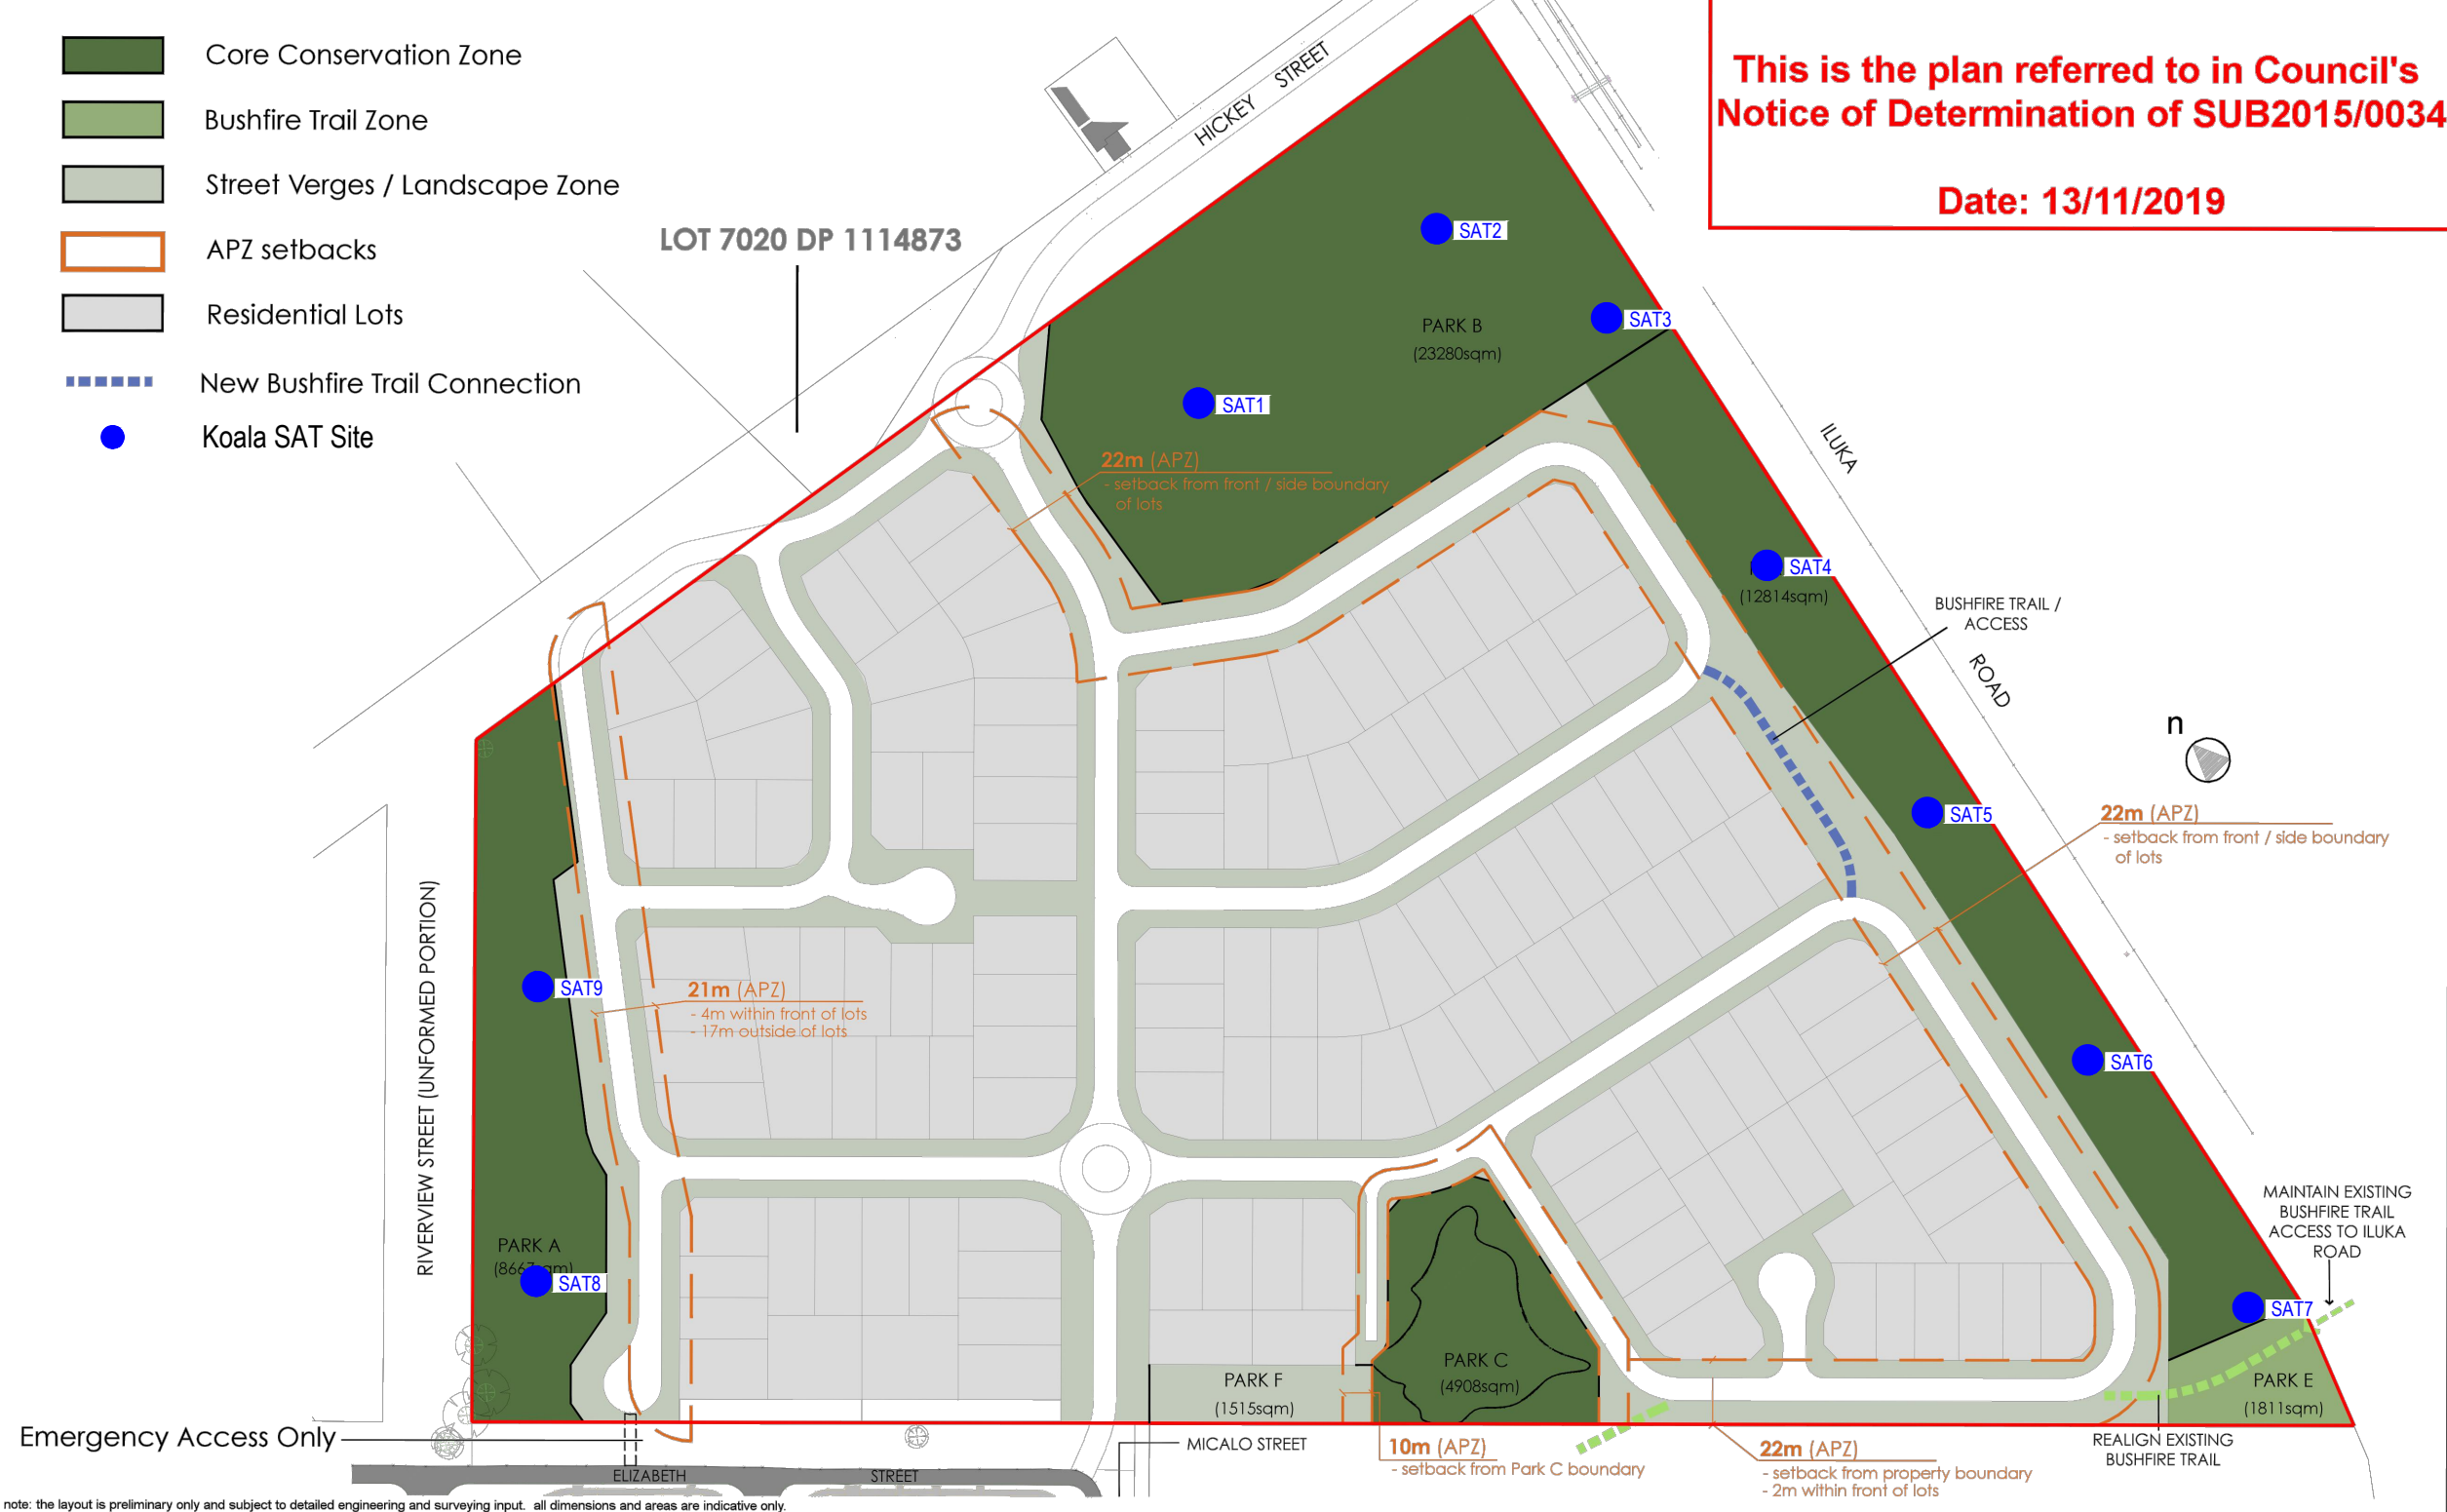 Core Conservation Zone
Bushfire Trail Zone
Street Verges / Landscape Zone
APZ setbacks
Residential Lots
New Bushfire Trail Connection
Koala SAT Site
This is the plan referred to in Council's
Notice of Determination of SUB2015/0034
Date: 13/11/2019
LOT 7020 DP 1114873
HICKEY STREET
SAT2
SAT3
PARK B
(23280sqm)
SAT1
22m (APZ)
- setback from front / side boundary
of lots
ILUKA
ROAD
SAT4
(12814sqm)
BUSHFIRE TRAIL /
ACCESS
n
SAT5
22m (APZ)
- setback from front / side boundary
of lots
RIVERVIEW STREET (UNFORMED PORTION)
SAT9
21m (APZ)
- 4m within front of lots
- 17m outside of lots
SAT6
MAINTAIN EXISTING
BUSHFIRE TRAIL
ACCESS TO ILUKA
ROAD
PARK A
SAT8
SAT7
PARK F
(1515sqm)
PARK C
(4908sqm)
PARK E
(1811sqm)
Emergency Access Only
MICALO STREET
10m (APZ)
- setback from Park C boundary
22m (APZ)
- setback from property boundary
- 2m within front of lots
REALIGN EXISTING
BUSHFIRE TRAIL
ELIZABETH STREET
note: the layout is preliminary only and subject to detailed engineering and surveying input. all dimensions and areas are indicative only.